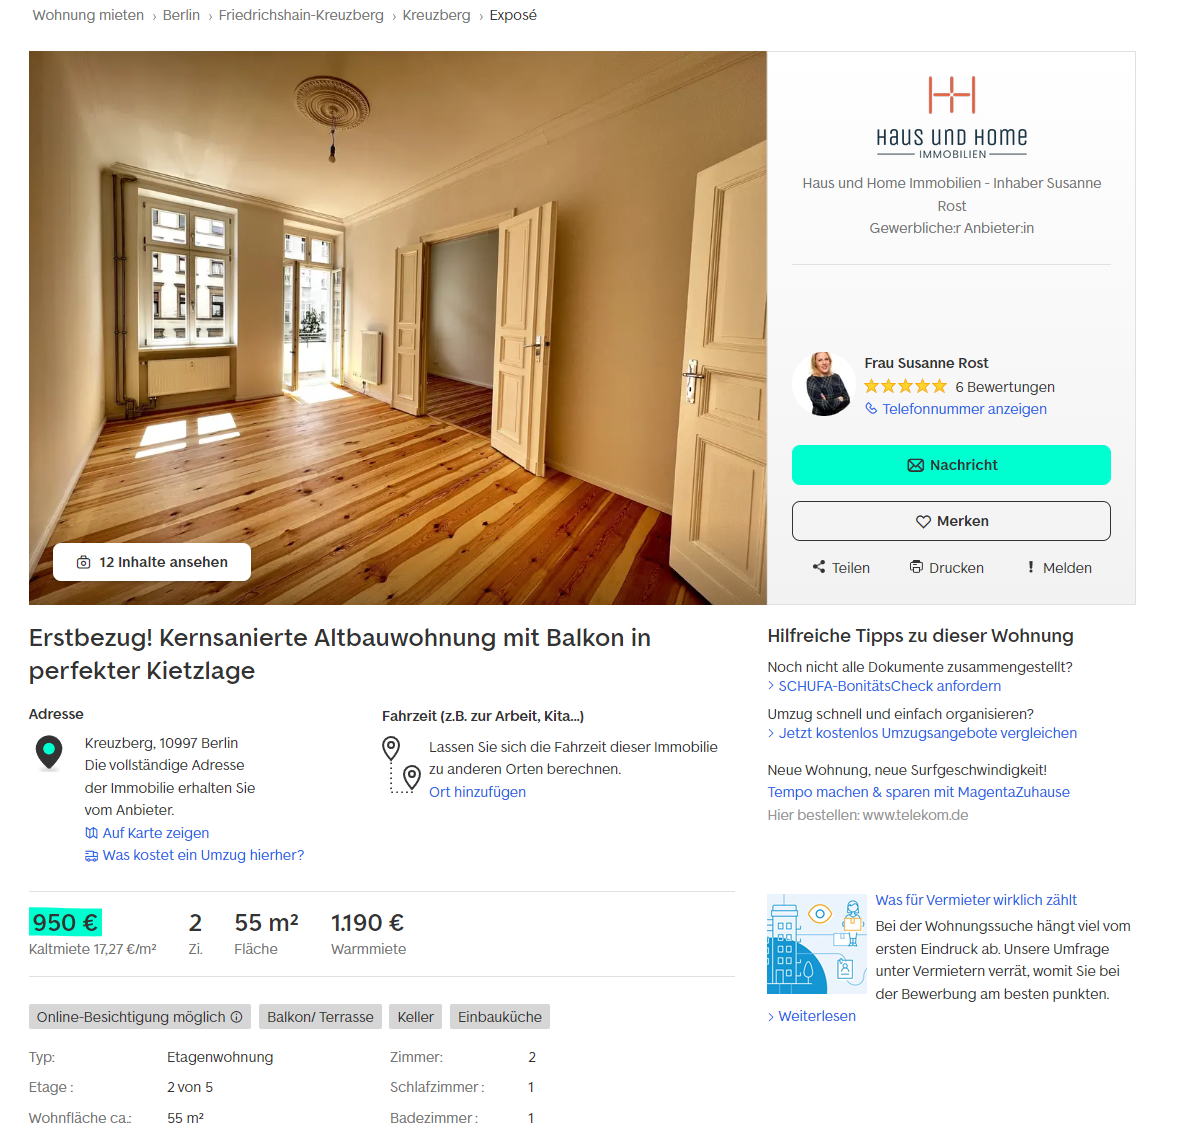 Wohnung mieten › Berlin › Friedrichshain-Kreuzberg › Kreuzberg › Exposé
12 Inhalte ansehen
HAUS UND HOME
IMMOBILIEN
Haus und Home Immobilien - Inhaber Susanne
Rost
Gewerbliche:r Anbieter:in
Frau Susanne Rost
6 Bewertungen
Telefonnummer anzeigen
Nachricht
Merken
Teilen Drucken Melden
Erstbezug! Kernsanierte Altbauwohnung mit Balkon in
perfekter Kietzlage
Adresse
Kreuzberg, 10997 Berlin
Die vollständige Adresse
der Immobilie erhalten Sie
vom Anbieter.
Auf Karte zeigen
Was kostet ein Umzug hierher?
Fahrzeit (z.B. zur Arbeit, Kita...)
Lassen Sie sich die Fahrzeit dieser Immobilie
zu anderen Orten berechnen.
Ort hinzufügen
950 € 2 55 m² 1.190 €
Kaltmiete 17,27 €/m² Zi. Fläche Warmmiete
Online-Besichtigung möglich Balkon/ Terrasse Keller Einbauküche
Typ: Etagenwohnung Zimmer: 2
Etage : 2 von 5 Schlafzimmer : 1
Wohnfläche ca.: 55 m² Badezimmer : 1
Hilfreiche Tipps zu dieser Wohnung
Noch nicht alle Dokumente zusammengestellt?
› SCHUFA-BonitätsCheck anfordern
Umzug schnell und einfach organisieren?
› Jetzt kostenlos Umzugsangebote vergleichen
Neue Wohnung, neue Surfgeschwindigkeit!
Tempo machen & sparen mit MagentaZuhause
Hier bestellen: www.telekom.de
Was für Vermieter wirklich zählt
Bei der Wohnungssuche hängt viel vom
ersten Eindruck ab. Unsere Umfrage
unter Vermietern verrät, womit Sie bei
der Bewerbung am besten punkten.
› Weiterlesen